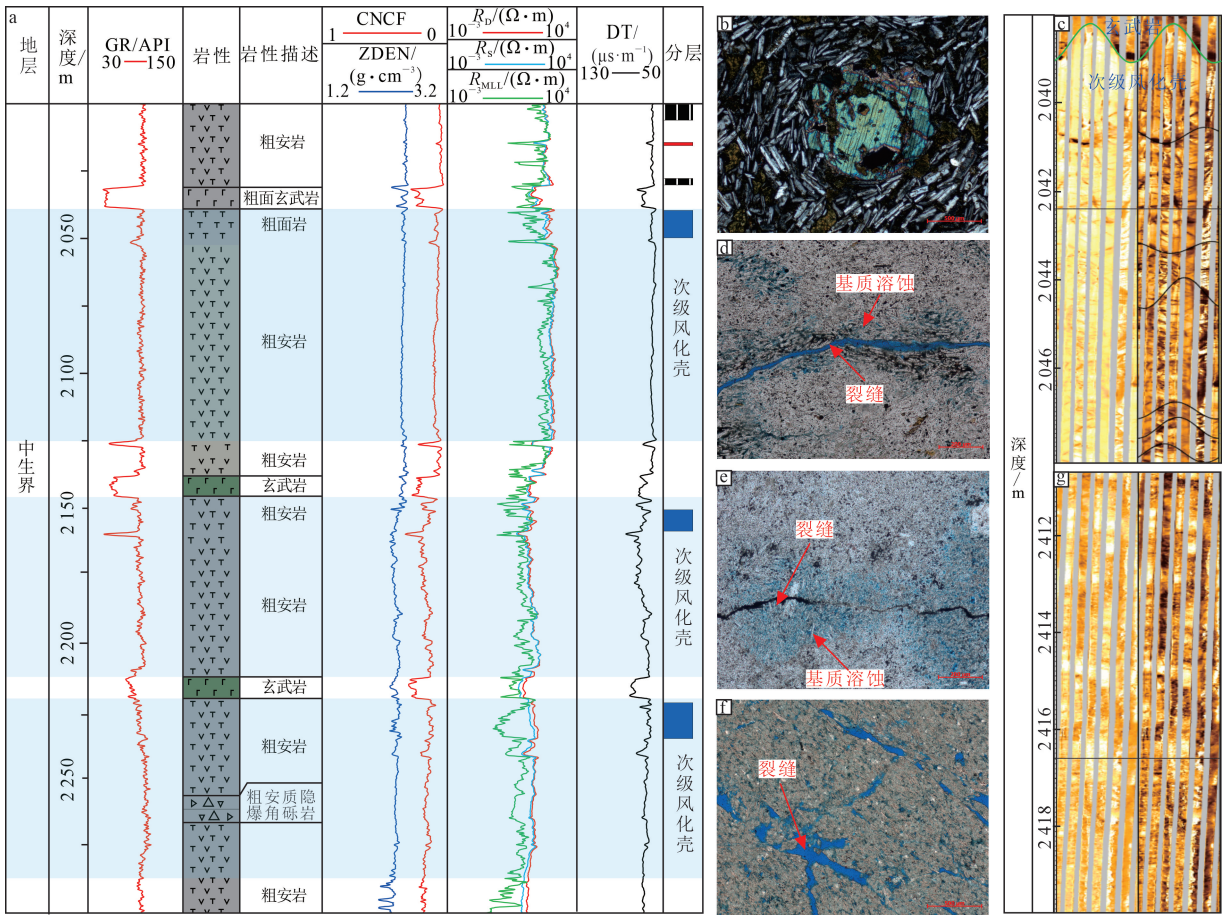 a
地层
深度/m
GR/API
30 150
岩性
岩性描述
CNCF
1 0
ZDEN/(g·cm⁻³)
1.2 3.2
R_D/(Ω·m)
10⁻³ 10⁴
R_S/(Ω·m)
10⁻³ 10⁴
R_MLL/(Ω·m)
10⁻³ 10⁴
DT/(μs·m⁻¹)
130 50
分层
中生界
2 050
2 100
2 150
2 200
2 250
粗安岩
粗面玄武岩
粗面岩
粗安岩
粗安岩
玄武岩
粗安岩
粗安岩
玄武岩
粗安岩
粗安质隐
爆角砾岩
粗安岩
次级风化壳
次级风化壳
次级风化壳
b
d
基质溶蚀
裂缝
e
裂缝
基质溶蚀
f
裂缝
深度/m
c
玄武岩
次级风化壳
2 040
2 042
2 044
2 046
g
2 412
2 414
2 416
2 418